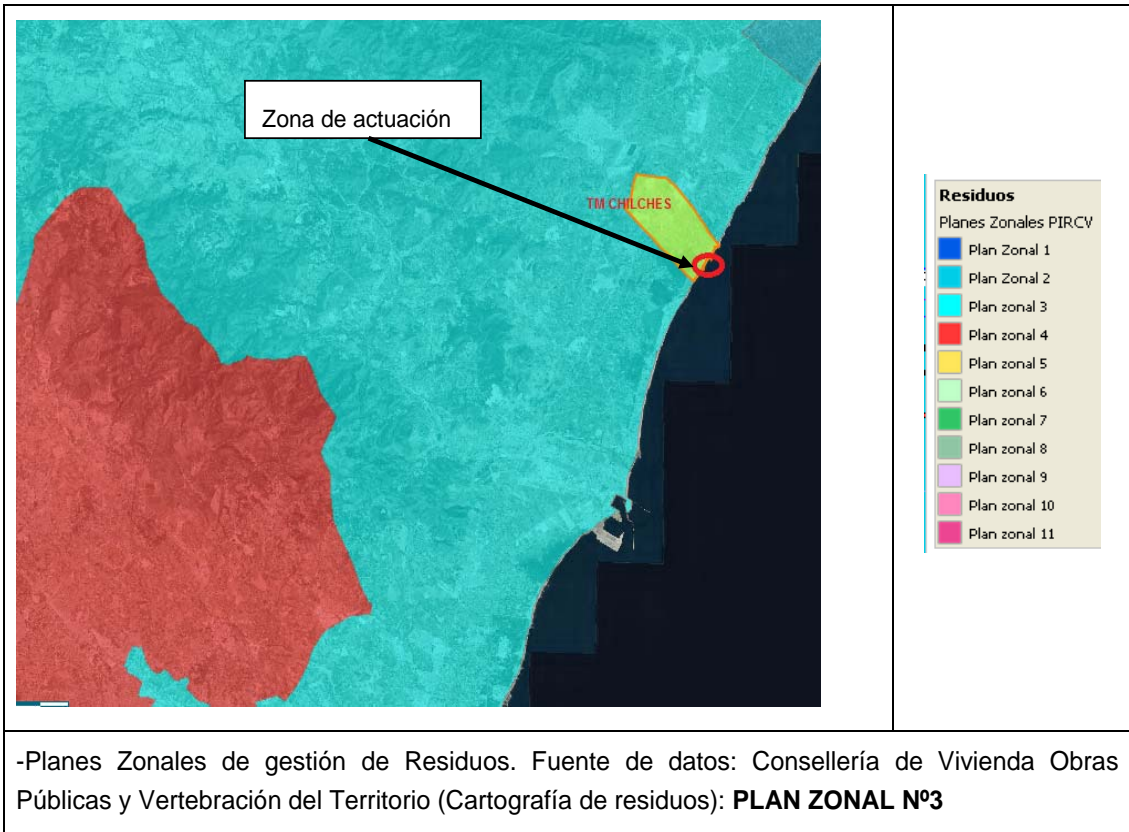 Zona de actuación
TM CHILCHES
Residuos
Planes Zonales PIRCV
Plan Zonal 1
Plan Zonal 2
Plan zonal 3
Plan zonal 4
Plan zonal 5
Plan zonal 6
Plan zonal 7
Plan zonal 8
Plan zonal 9
Plan zonal 10
Plan zonal 11
-Planes Zonales de gestión de Residuos. Fuente de datos: Consellería de Vivienda Obras
Públicas y Vertebración del Territorio (Cartografía de residuos): PLAN ZONAL Nº3